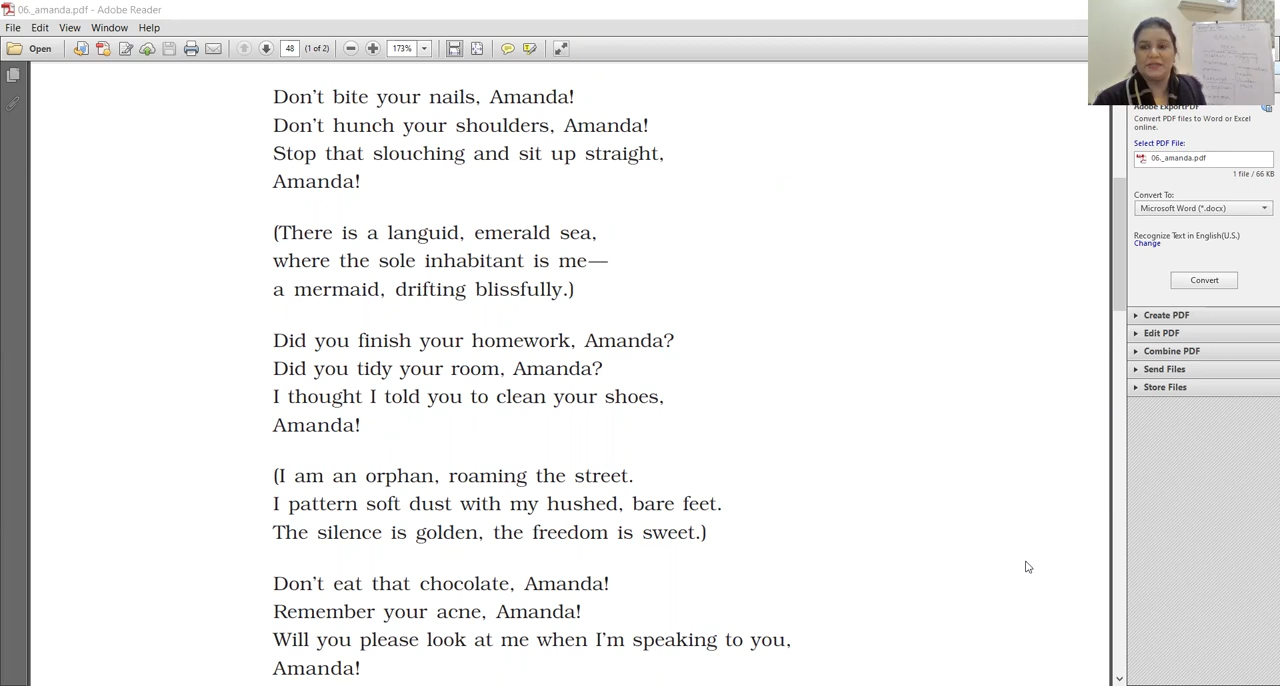 06._amanda.pdf - Adobe Reader
File Edit View Window Help
Open 48 (1 of 2) 173%
Don't bite your nails, Amanda!
Don't hunch your shoulders, Amanda!
Stop that slouching and sit up straight,
Amanda!
(There is a languid, emerald sea,
where the sole inhabitant is me—
a mermaid, drifting blissfully.)
Did you finish your homework, Amanda?
Did you tidy your room, Amanda?
I thought I told you to clean your shoes,
Amanda!
(I am an orphan, roaming the street.
I pattern soft dust with my hushed, bare feet.
The silence is golden, the freedom is sweet.)
Don't eat that chocolate, Amanda!
Remember your acne, Amanda!
Will you please look at me when I'm speaking to you,
Amanda!
Adobe ExportPDF
Convert PDF files to Word or Excel
online.
Select PDF File:
06._amanda.pdf
1 file / 66 KB
Convert To:
Microsoft Word (*.docx)
Recognize Text in English(U.S.)
Change
Convert
Create PDF
Edit PDF
Combine PDF
Send Files
Store Files